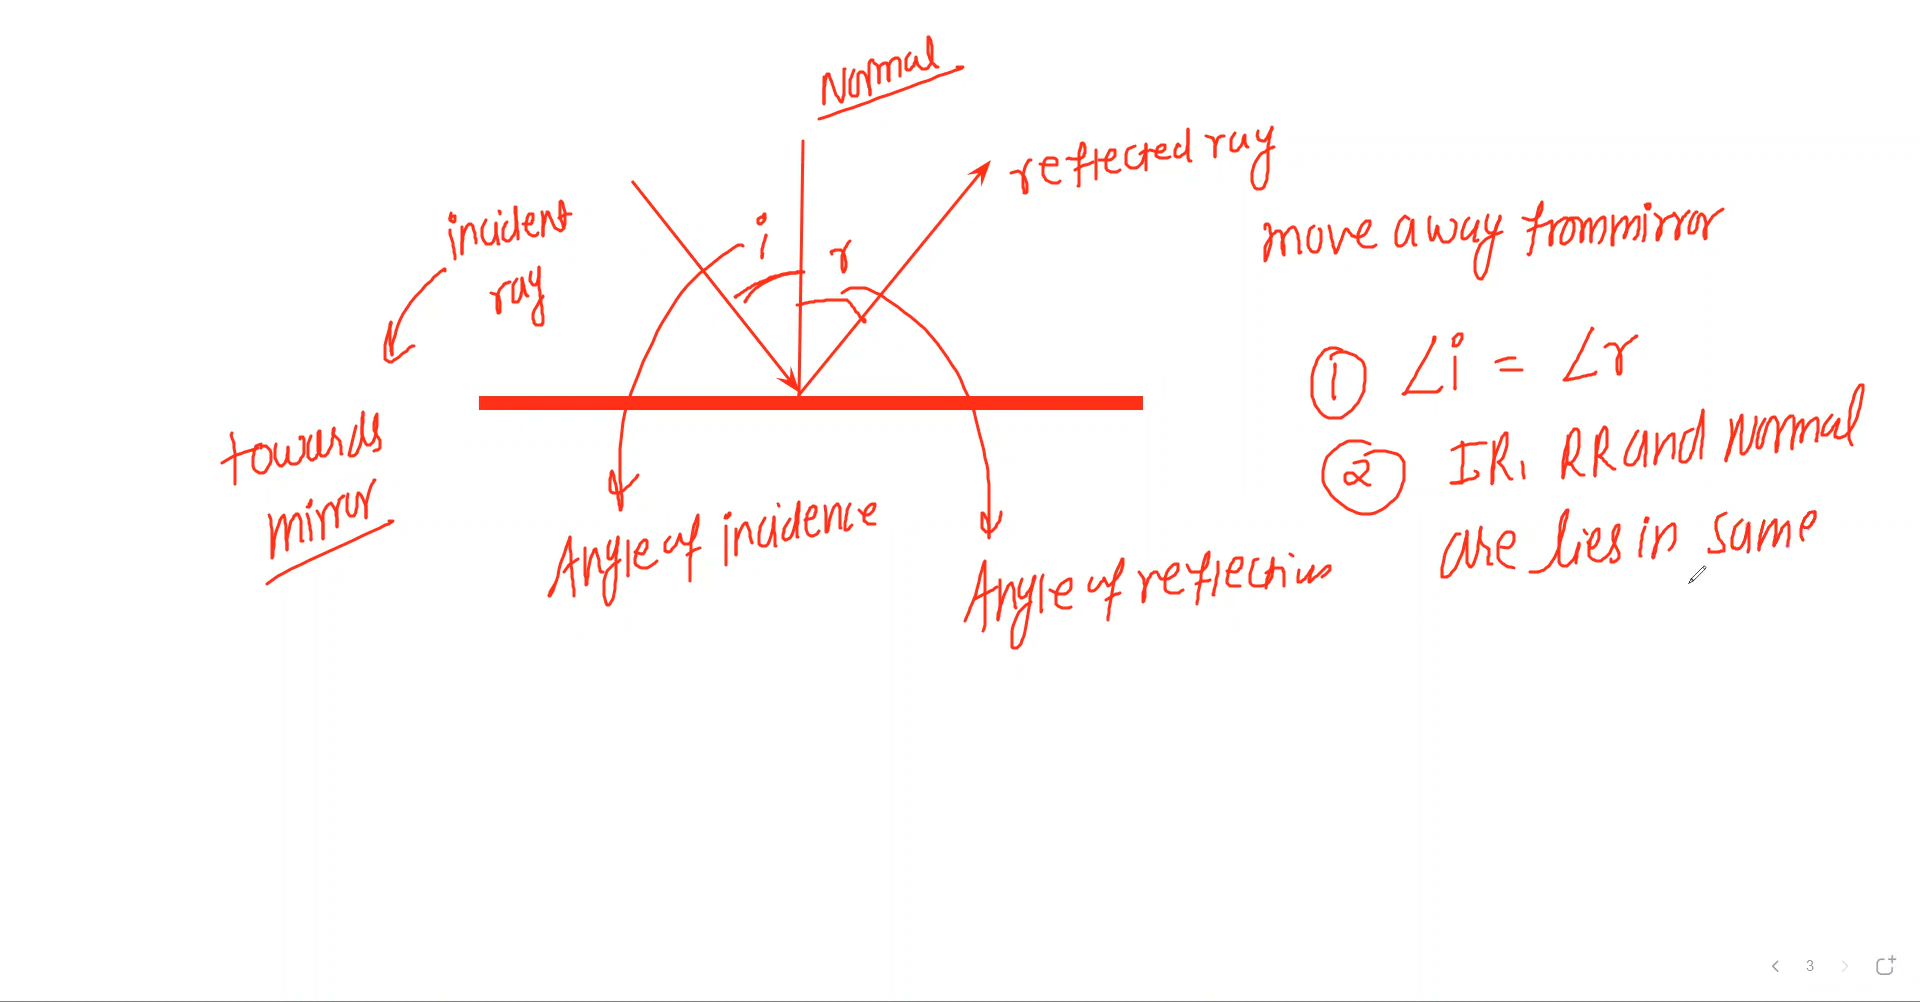 Normal
reflected ray
incident
ray
i
r
move away from mirror
① ∠i = ∠r
② IR, RR and Normal
are lies in same
towards
mirror
Angle of incidence
Angle of reflection
3